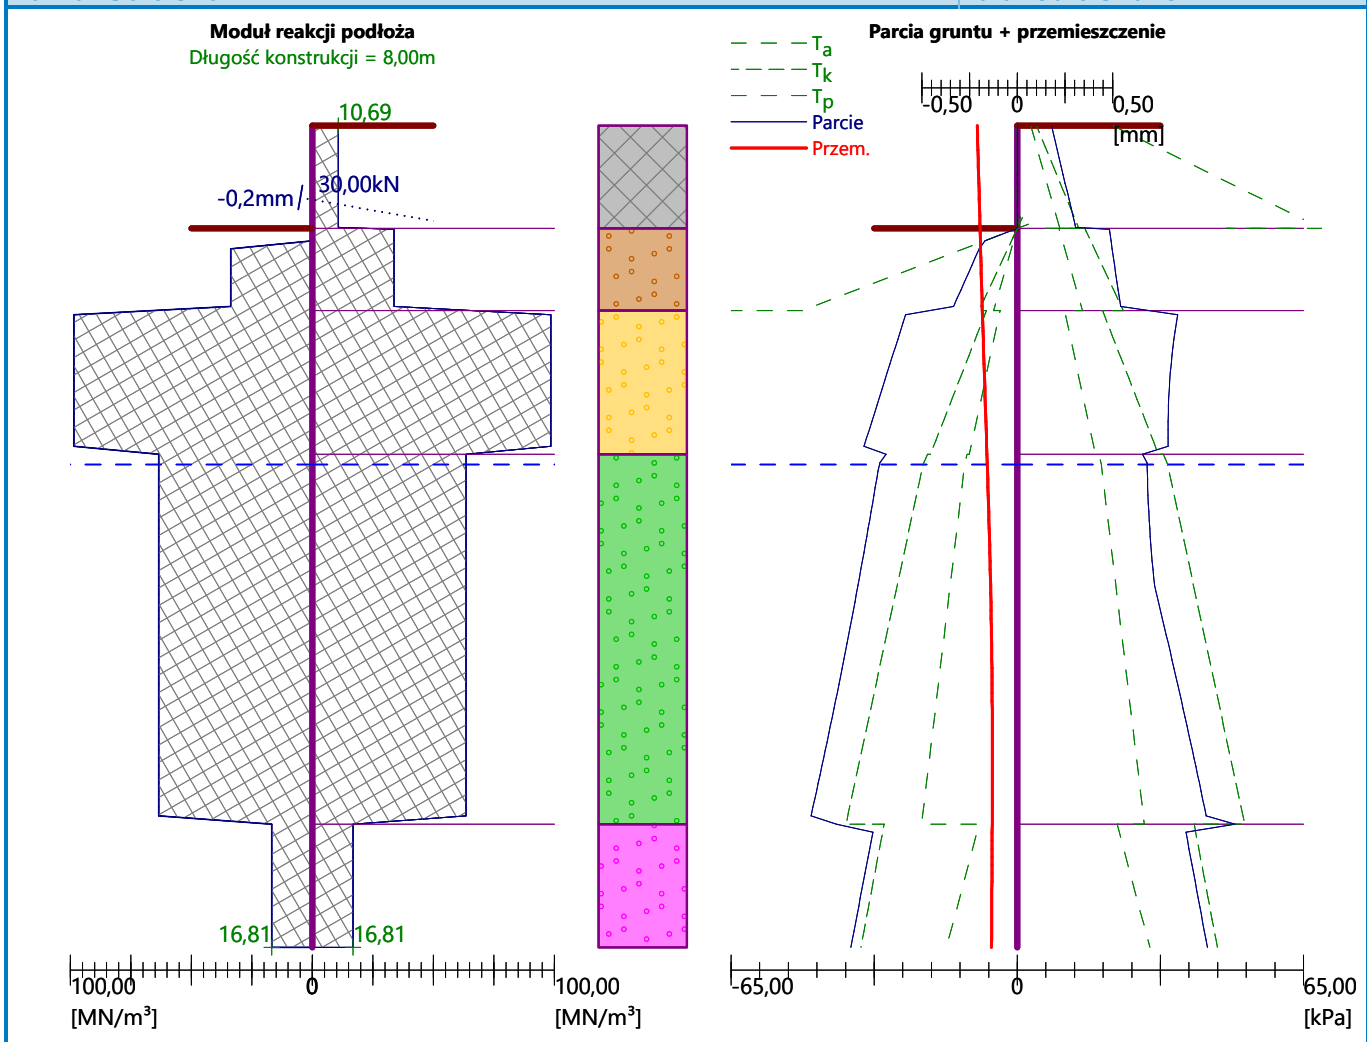 Moduł reakcji podłoża
Długość konstrukcji = 8,00m
10,69
30,00kN
-0,2mm
16,81
16,81
100,00
0
100,00
[MN/m³]
[MN/m³]
Parcia gruntu + przemieszczenie
Ta
Tk
Tp
Parcie
Przem.
-0,50
0
0,50
[mm]
-65,00
0
65,00
[kPa]